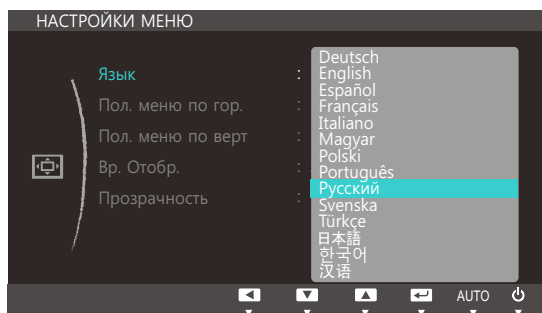 НАСТРОЙКИ МЕНЮ
Язык :
Пол. меню по гор. :
Пол. меню по верт :
Вр. Отобр. :
Прозрачность :
Deutsch
English
Español
Français
Italiano
Magyar
Polski
Português
Русский
Svenska
Türkçe
日本語
한국어
汉语
AUTO